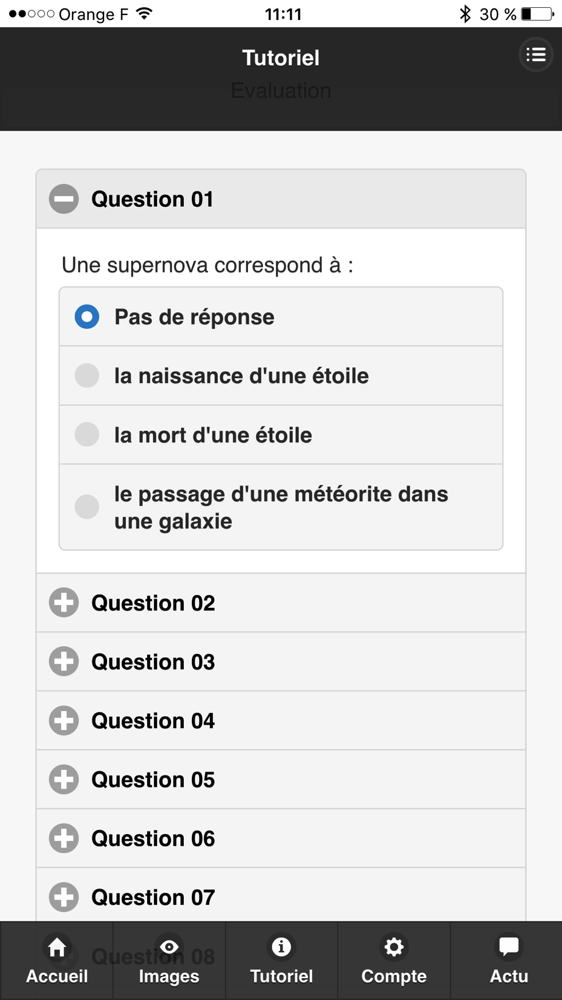 Orange F 11:11 30 %
Tutoriel
Evaluation
Question 01
Une supernova correspond à :
Pas de réponse
la naissance d'une étoile
la mort d'une étoile
le passage d'une météorite dans
une galaxie
Question 02
Question 03
Question 04
Question 05
Question 06
Question 07
Question 08
Accueil Images Tutoriel Compte Actu